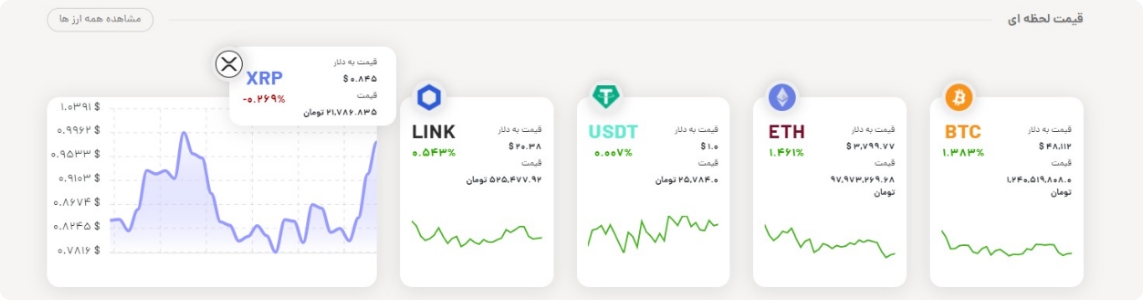 قیمت لحظه ای
مشاهده همه ارز ها
BTC
۱.۳۸۳%
قیمت به دلار
$ ۴۸,۱۱۲
قیمت
۱,۲۴۰,۵۱۹,۸۰۸.۰
تومان
ETH
۱.۴۶۱%
قیمت به دلار
$ ۳,۷۹۹.۷۷
قیمت
۹۷,۹۷۳,۲۶۹.۶۸
تومان
USDT
۰.۰۰۷%
قیمت به دلار
$ ۱.۰
قیمت
۲۵,۷۸۴.۰ تومان
LINK
۰.۵۴۳%
قیمت به دلار
$ ۲۰.۳۸
قیمت
۵۲۵,۴۷۷.۹۲ تومان
XRP
-۰.۲۶۹%
قیمت به دلار
$ ۰.۸۴۵
قیمت
۲۱,۷۸۶.۸۳۵ تومان
۱.۰۳۹۱ $
۰.۹۹۶۲ $
۰.۹۵۳۳ $
۰.۹۱۰۳ $
۰.۸۶۷۴ $
۰.۸۲۴۵ $
۰.۷۸۱۶ $